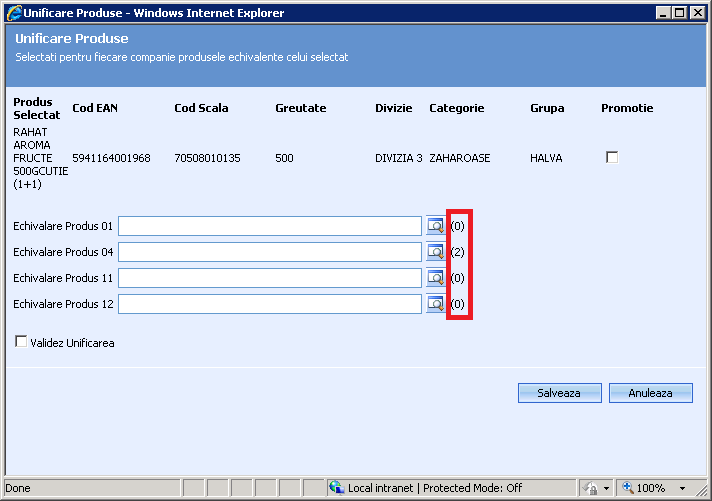 Unificare Produse - Windows Internet Explorer
Unificare Produse
Selectati pentru fiecare companie produsele echivalente celui selectat
Produs Selectat Cod EAN Cod Scala Greutate Divizie Categorie Grupa Promotie
RAHAT
AROMA
FRUCTE 5941164001968 70508010135 500 DIVIZIA 3 ZAHAROASE HALVA
500GCUTIE
(1+1)
Echivalare Produs 01 (0)
Echivalare Produs 04 (2)
Echivalare Produs 11 (0)
Echivalare Produs 12 (0)
Validez Unificarea
Salveaza Anuleaza
Done Local intranet | Protected Mode: Off 100%